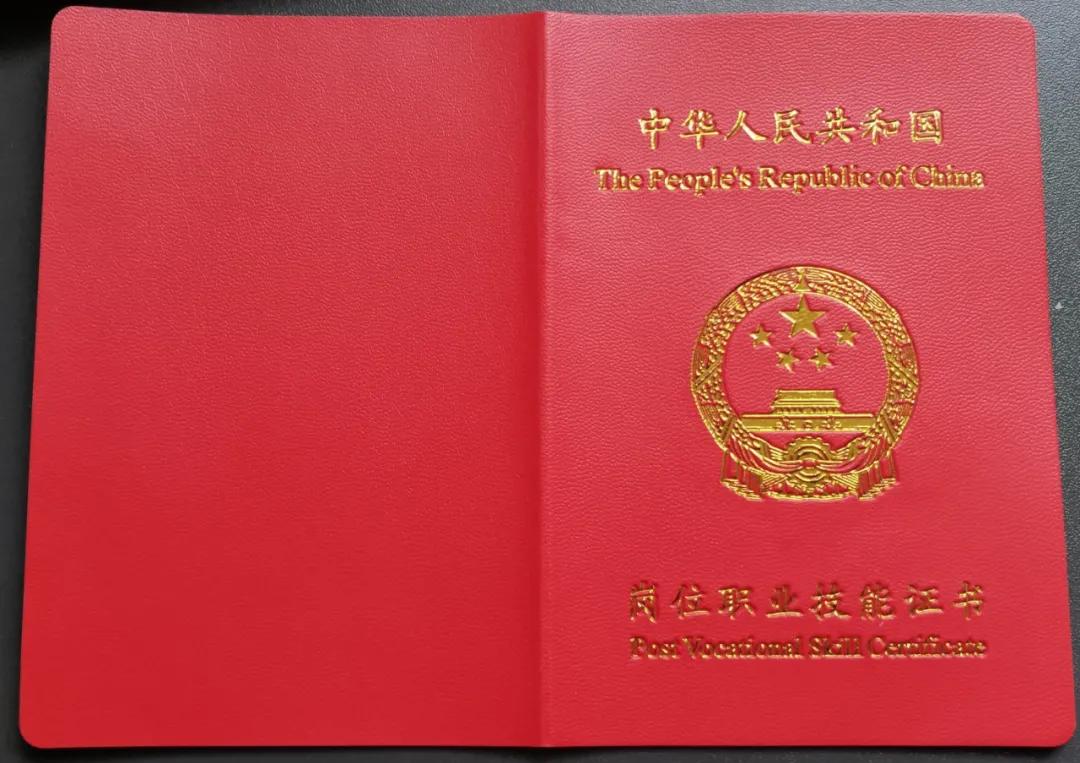 中华人民共和国
The People's Republic of China
岗位职业技能证书
Post Vocational Skill Certificate